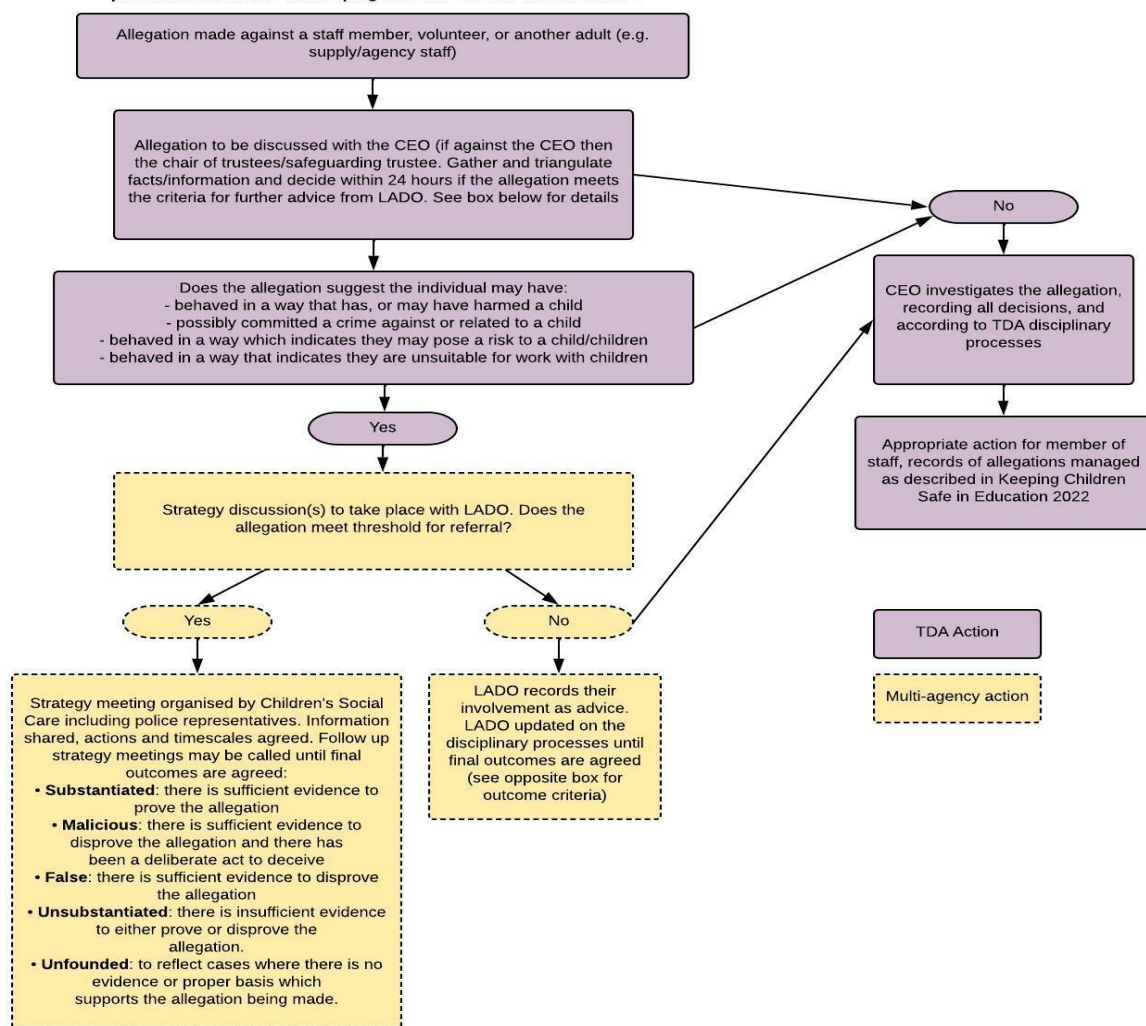 Allegation made against a staff member, volunteer, or another adult (e.g.
supply/agency staff)
Allegation to be discussed with the CEO (if against the CEO then
the chair of trustees/safeguarding trustee. Gather and triangulate
facts/information and decide within 24 hours if the allegation meets
the criteria for further advice from LADO. See box below for details
No
Does the allegation suggest the individual may have:
- behaved in a way that has, or may have harmed a child
- possibly committed a crime against or related to a child
- behaved in a way which indicates they may pose a risk to a child/children
- behaved in a way that indicates they are unsuitable for work with children
CEO investigates the allegation,
recording all decisions, and
according to TDA disciplinary
processes
Yes
Appropriate action for member of
staff, records of allegations managed
as described in Keeping Children
Safe in Education 2022
Strategy discussion(s) to take place with LADO. Does the
allegation meet threshold for referral?
Yes
No
TDA Action
Multi-agency action
Strategy meeting organised by Children's Social
Care including police representatives. Information
shared, actions and timescales agreed. Follow up
strategy meetings may be called until final
outcomes are agreed:
• Substantiated: there is sufficient evidence to
prove the allegation
• Malicious: there is sufficient evidence to
disprove the allegation and there has
been a deliberate act to deceive
• False: there is sufficient evidence to disprove
the allegation
• Unsubstantiated: there is insufficient evidence
to either prove or disprove the
allegation.
• Unfounded: to reflect cases where there is no
evidence or proper basis which
supports the allegation being made.
LADO records their
involvement as advice.
LADO updated on the
disciplinary processes until
final outcomes are agreed
(see opposite box for
outcome criteria)